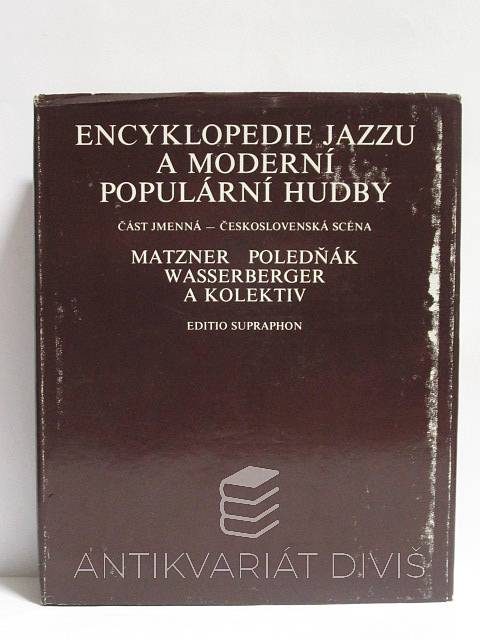 ENCYKLOPEDIE JAZZU
A MODERNÍ
POPULÁRNÍ HUDBY
ČÁST JMENNÁ – ČESKOSLOVENSKÁ SCÉNA
MATZNER POLEDŇÁK
WASSERBERGER
A KOLEKTIV
EDITIO SUPRAPHON
ANTIKVARIÁT DIVIŠ